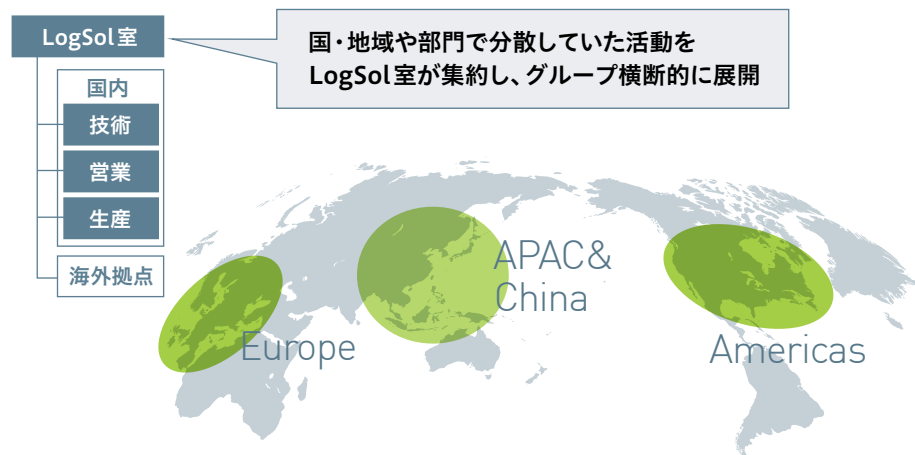 LogSol室
国・地域や部門で分散していた活動を
LogSol室が集約し、グループ横断的に展開
国内
技術
営業
生産
海外拠点
APAC&
China
Europe
Americas